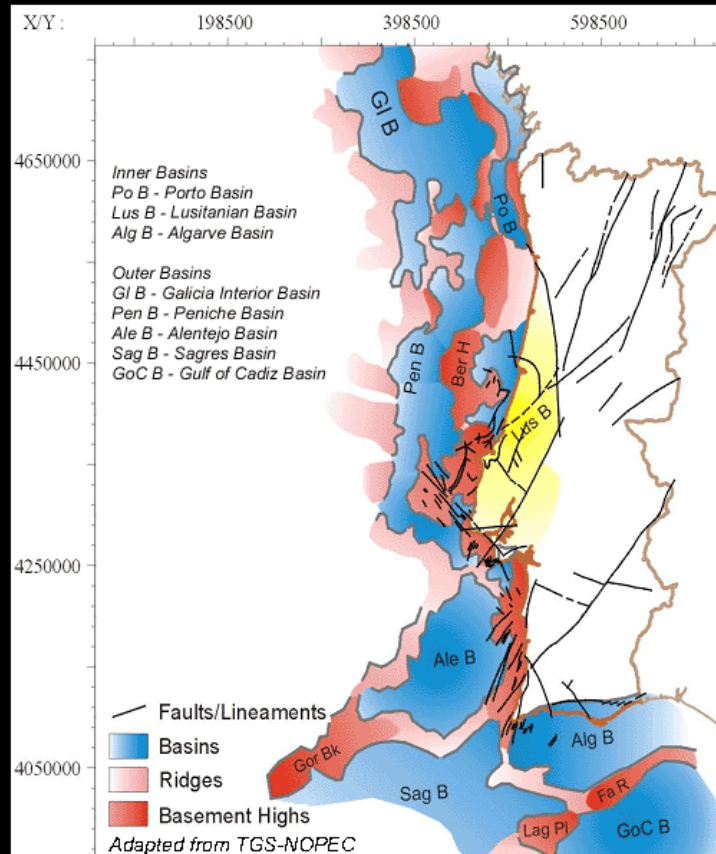 X/Y :
198500
398500
598500
4650000
4450000
4250000
4050000
Inner Basins
Po B - Porto Basin
Lus B - Lusitanian Basin
Alg B - Algarve Basin
Outer Basins
GI B - Galicia Interior Basin
Pen B - Peniche Basin
Ale B - Alentejo Basin
Sag B - Sagres Basin
GoC B - Gulf of Cadiz Basin
GI B
Po B
Pen B
Ber H
Lus B
Ale B
Gor Bk
Sag B
Alg B
Fa R
Lag Pl
GoC B
Faults/Lineaments
Basins
Ridges
Basement Highs
Adapted from TGS-NOPEC